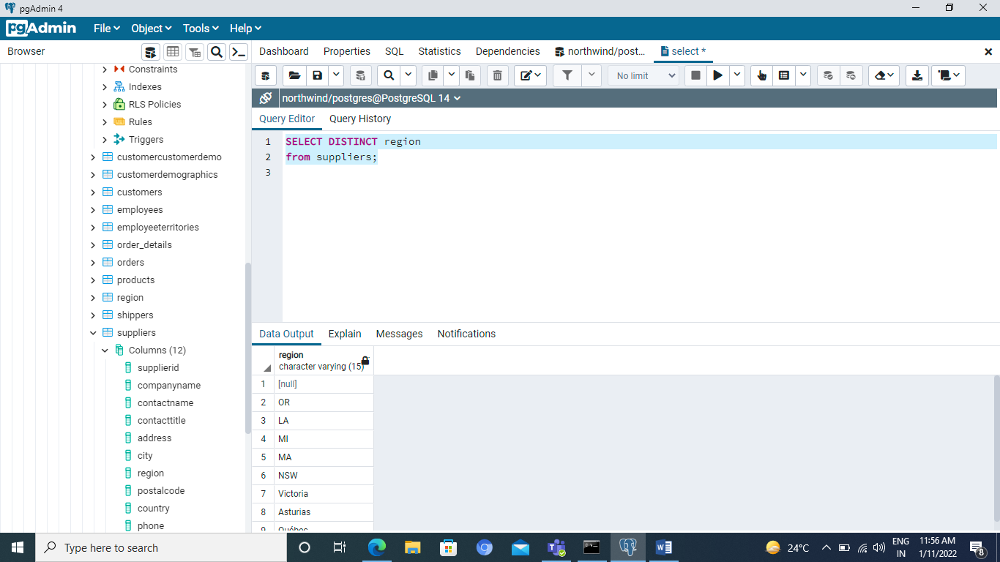 pgAdmin 4
pgAdmin
File Object Tools Help
Browser
Dashboard Properties SQL Statistics Dependencies northwind/post... select *
No limit
northwind/postgres@PostgreSQL 14
Query Editor Query History
1 SELECT DISTINCT region
2 from suppliers;
3
Constraints
Indexes
RLS Policies
Rules
Triggers
customercustomerdemo
customerdemographics
customers
employees
employeeterritories
order_details
orders
products
region
shippers
suppliers
Columns (12)
supplierid
companyname
contactname
contacttitle
address
city
region
postalcode
country
phone
Data Output Explain Messages Notifications
region
character varying (15)
1 [null]
2 OR
3 LA
4 MI
5 MA
6 NSW
7 Victoria
8 Asturias
9 Québec
Type here to search
24°C
ENG
IN
11:56 AM
1/11/2022
8